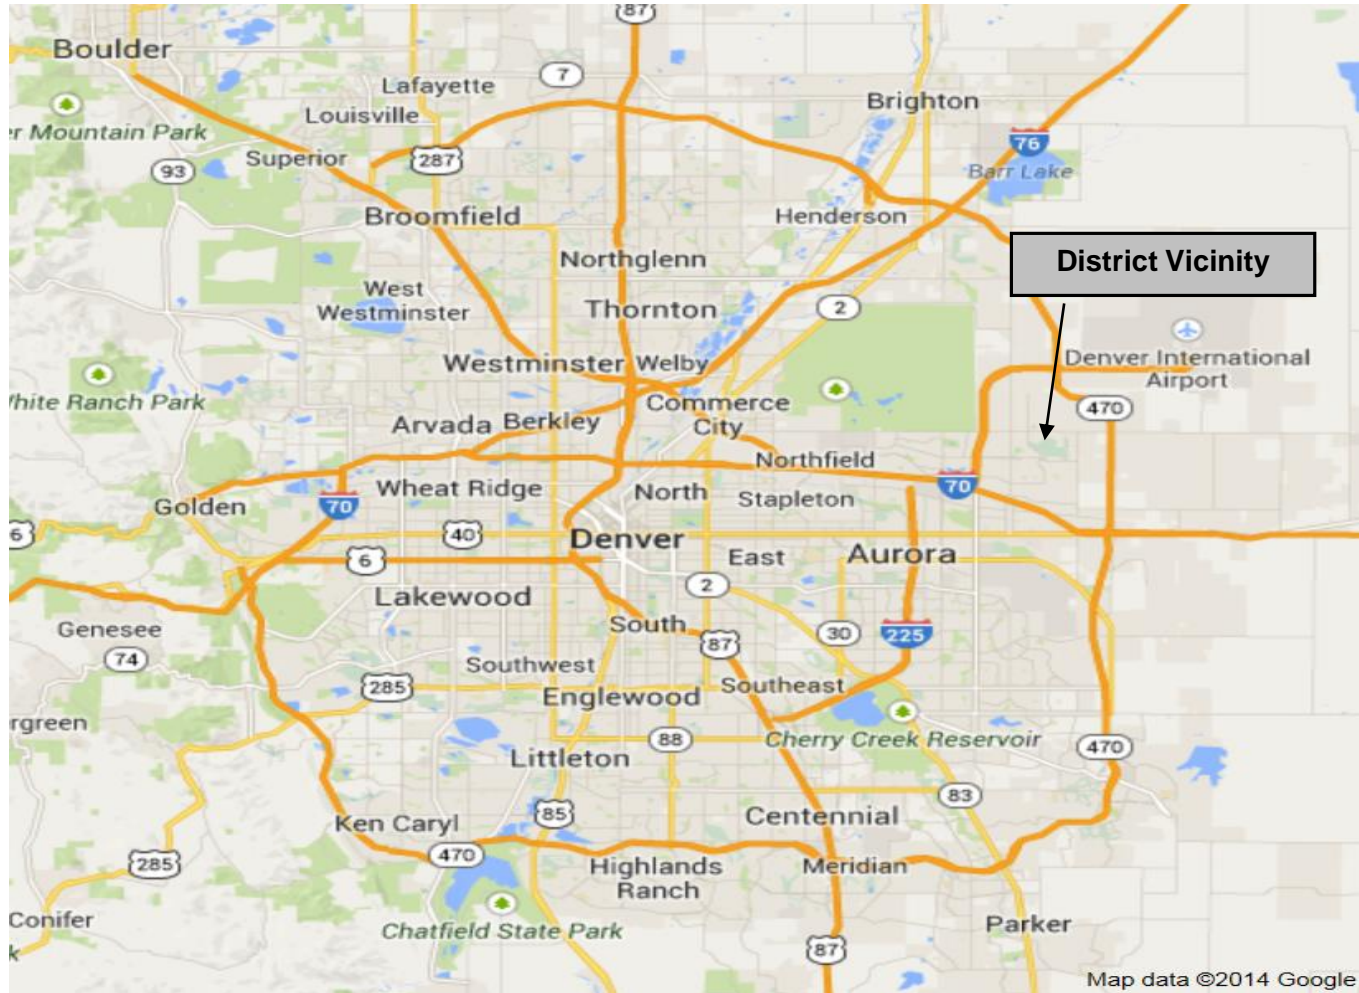 87
Boulder
Lafayette
7
Brighton
Louisville
er Mountain Park
76
Superior
287
93
Barr Lake
Broomfield
Henderson
District Vicinity
Northglenn
West
Westminster
Thornton
2
Westminster
Welby
Denver International
Airport
White Ranch Park
Commerce
City
470
Arvada
Berkley
Northfield
70
Wheat Ridge
North
Stapleton
70
Golden
6
40
Denver
East
Aurora
6
2
Lakewood
Genesee
South
87
30
225
74
Southwest
285
Englewood
Southeast
rgreen
88
Cherry Creek Reservoir
470
Littleton
83
Ken Caryl
85
Centennial
285
470
Highlands
Ranch
Meridian
Conifer
Chatfield State Park
Parker
k
87
Map data ©2014 Google